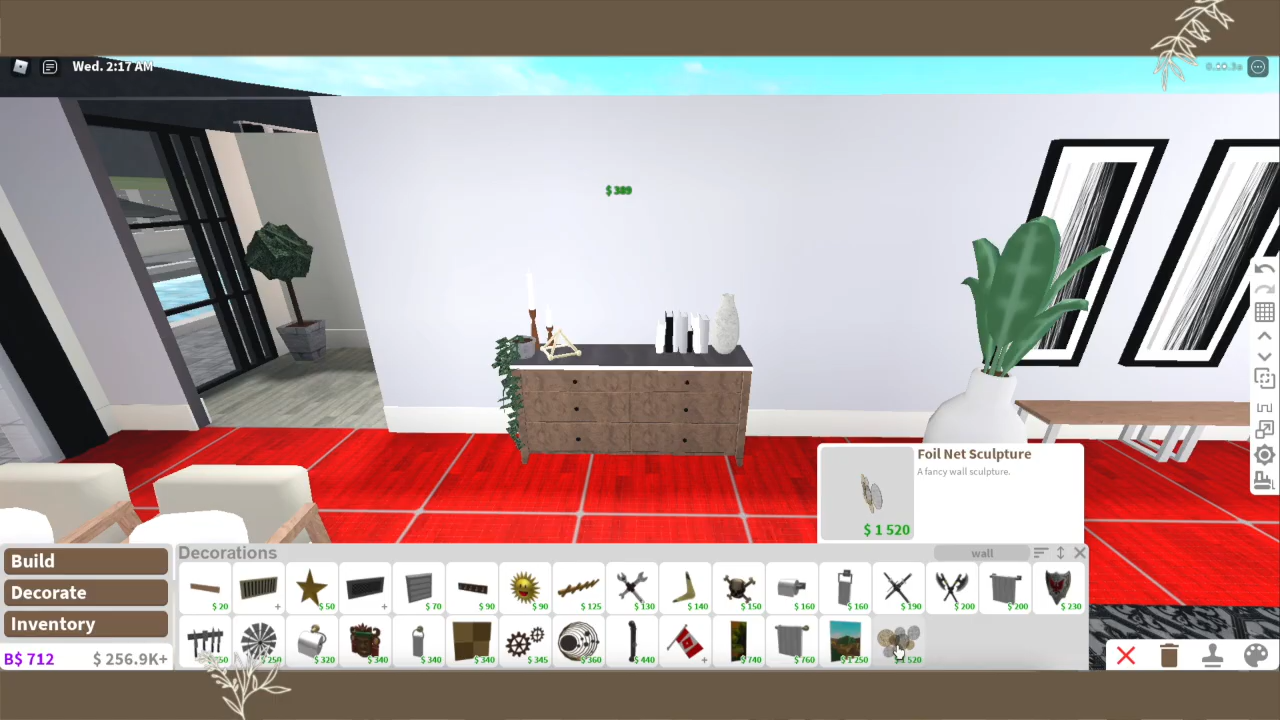 Wed. 2:17 AM
$ 389
Foil Net Sculpture
A fancy wall sculpture.
$ 1 520
Build
Decorate
Inventory
B$ 712
$ 256.9K+
Decorations
wall
$ 20
+
$ 50
+
$ 70
$ 90
$ 90
$ 125
$ 130
$ 140
$ 150
$ 160
$ 160
$ 190
$ 200
$ 200
$ 230
$ 250
$ 320
$ 340
$ 340
$ 340
$ 345
$ 360
$ 440
+
$ 740
$ 760
$ 1 250
$ 1 520